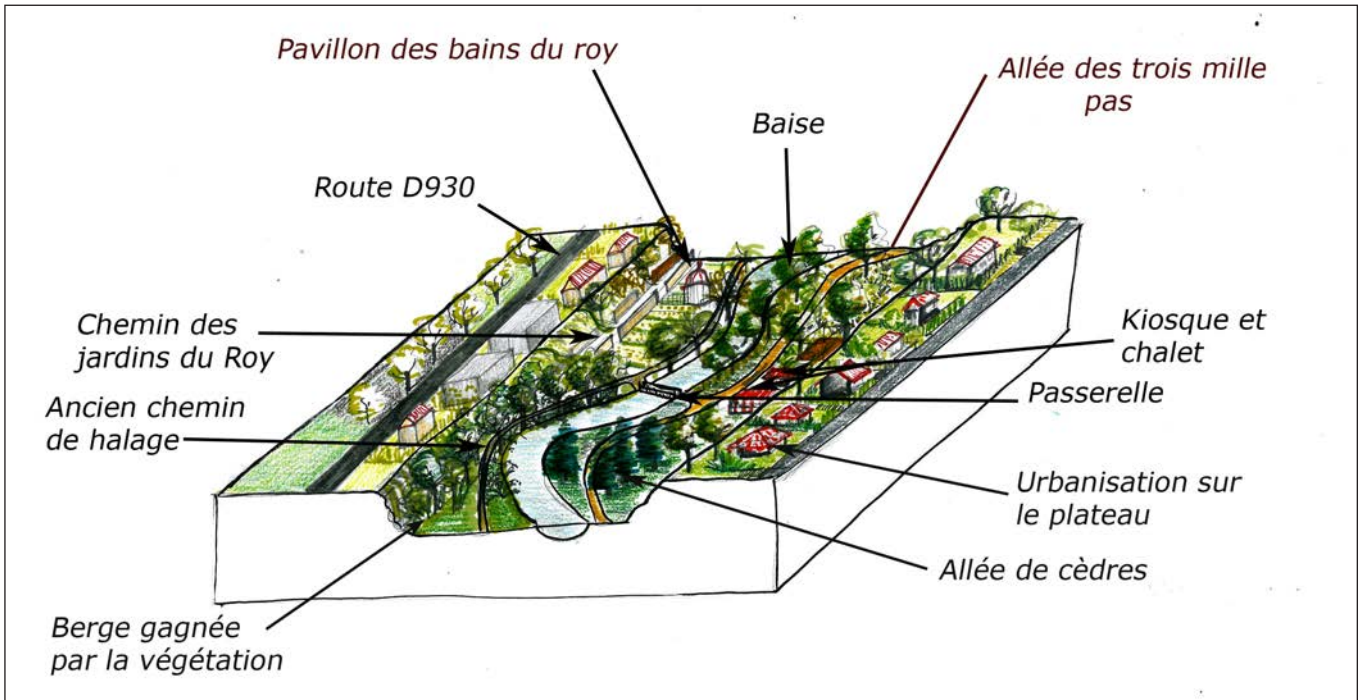 Pavillon des bains du roy
Allée des trois mille
pas
Baise
Route D930
Chemin des
jardins du Roy
Kiosque et
chalet
Ancien chemin
de halage
Passerelle
Urbanisation sur
le plateau
Allée de cèdres
Berge gagnée
par la végétation